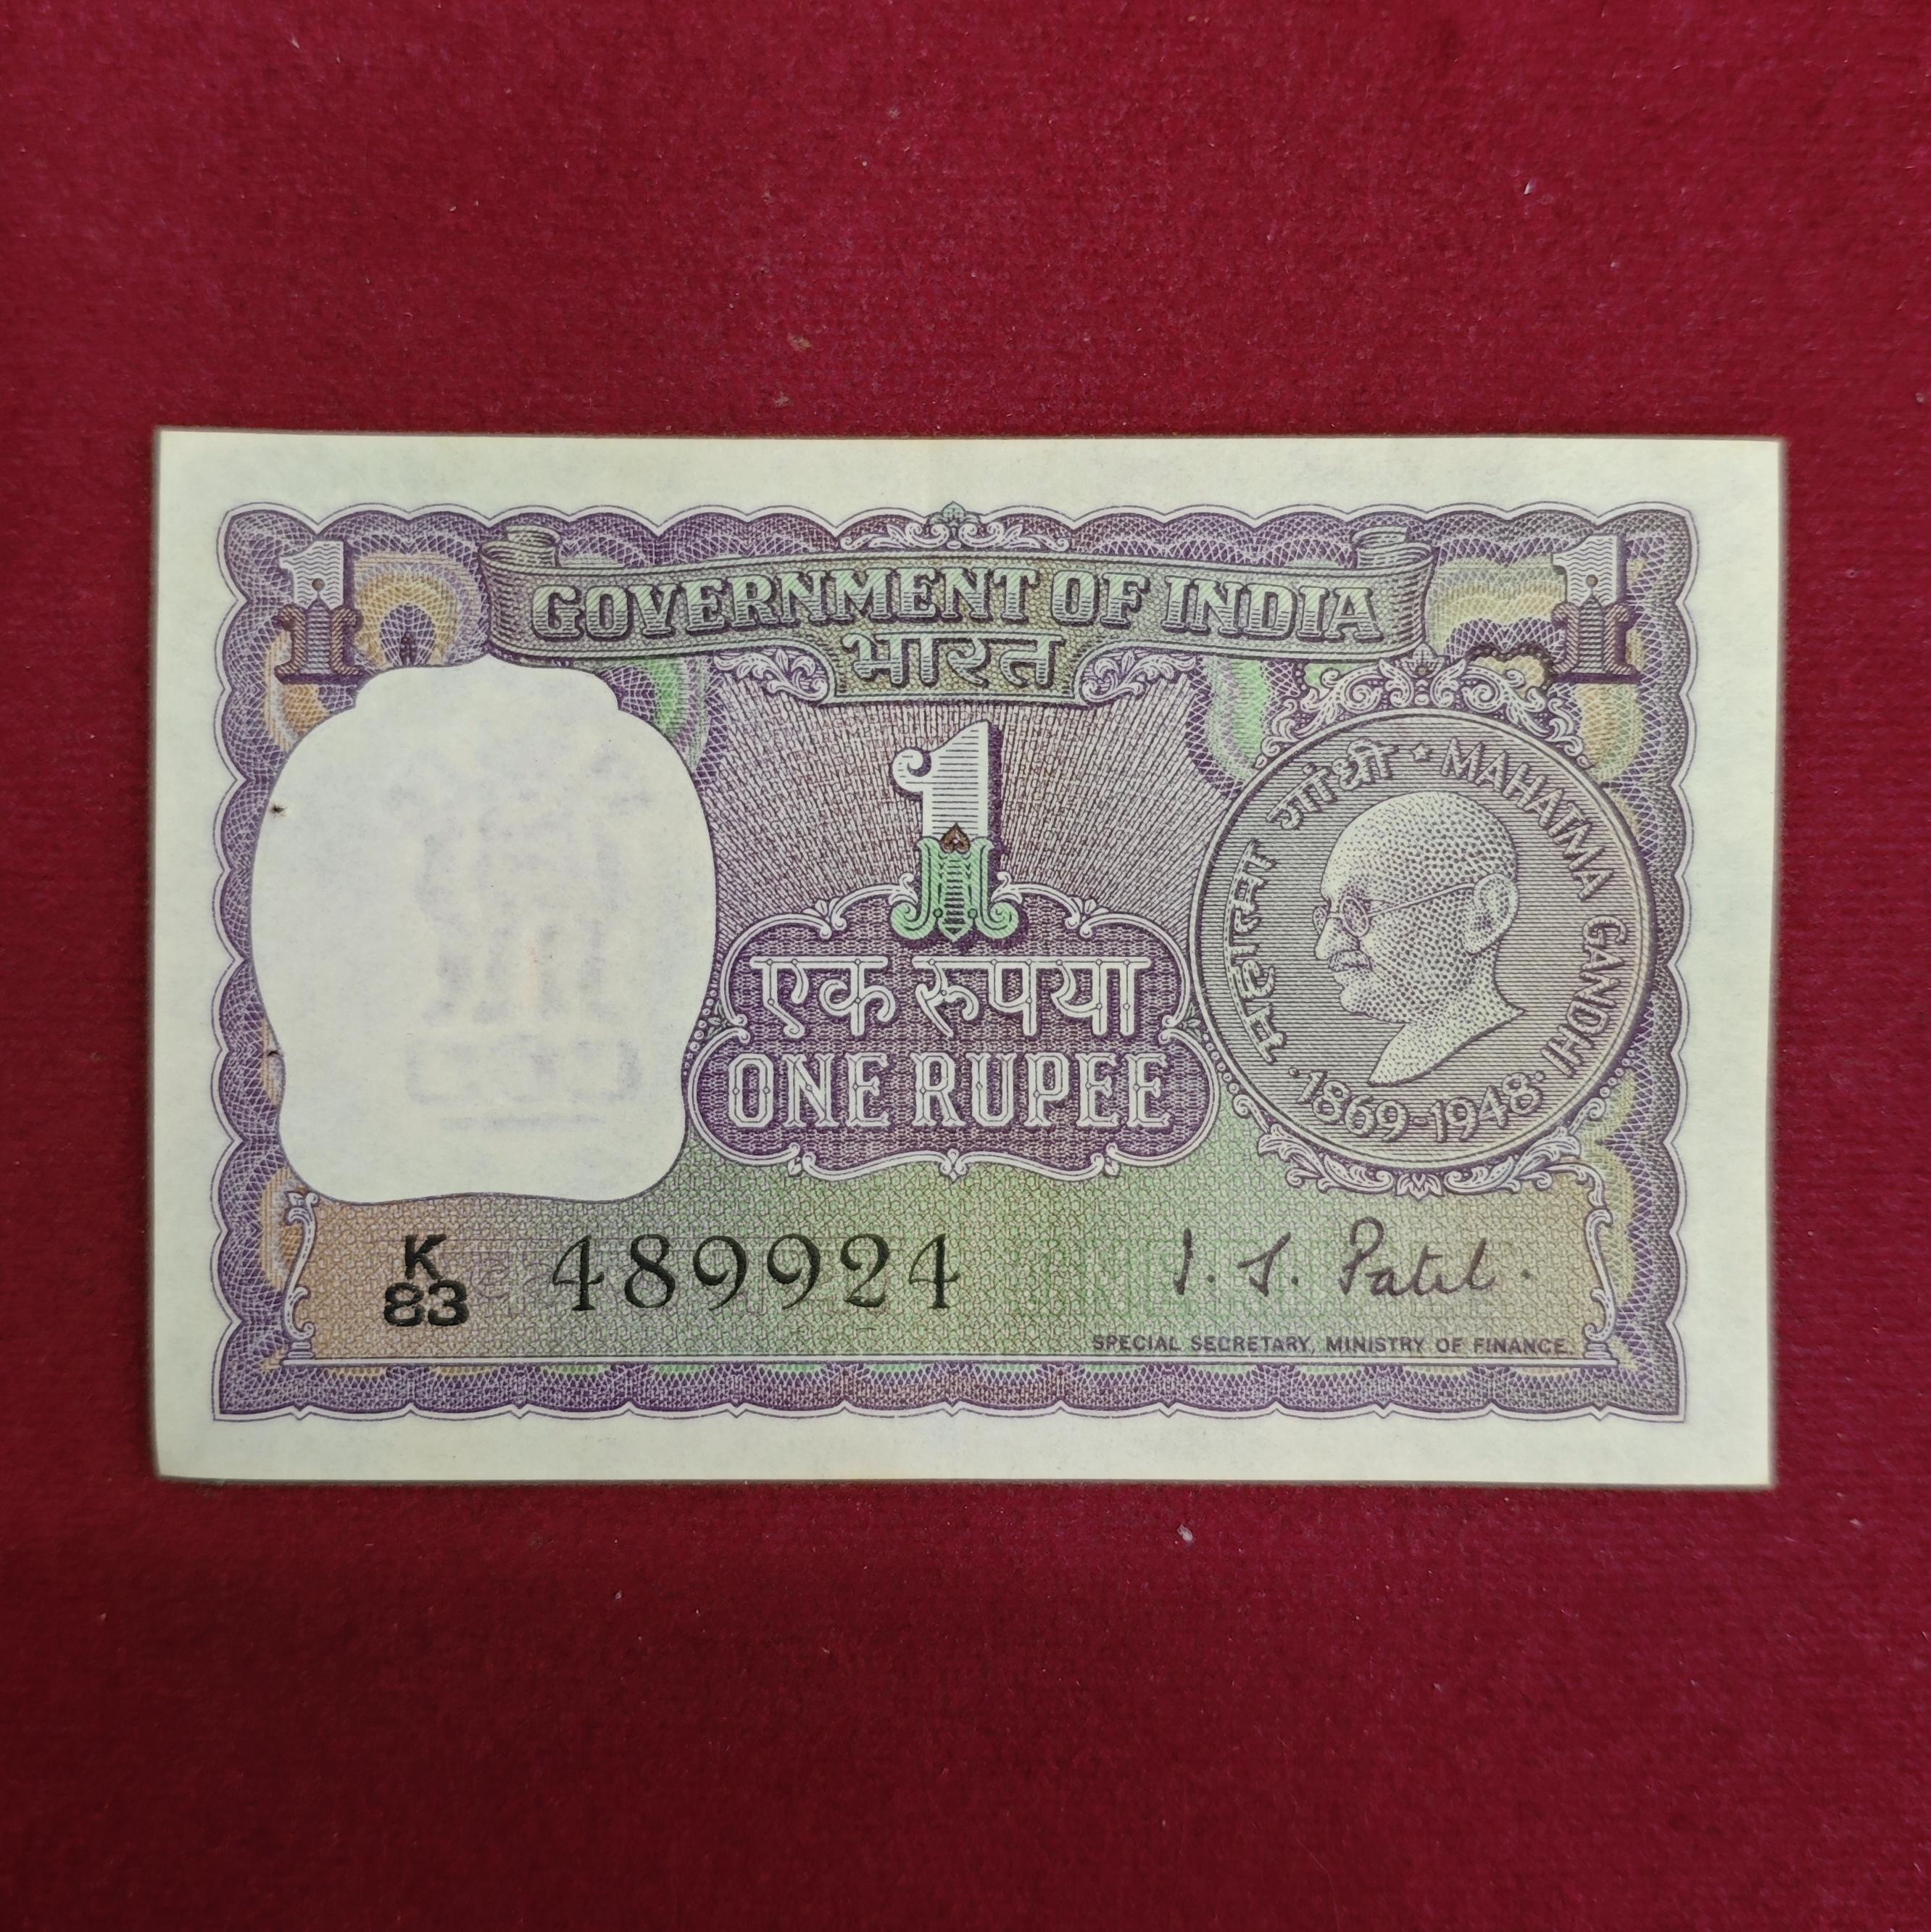 1
1
GOVERNMENT OF INDIA
भारत
1
एक रुपया
ONE RUPEE
महात्मा गांधी ★ MAHATMA GANDHI
·1869-1948·
K
83
489924
I. J. Patel.
SPECIAL SECRETARY, MINISTRY OF FINANCE.